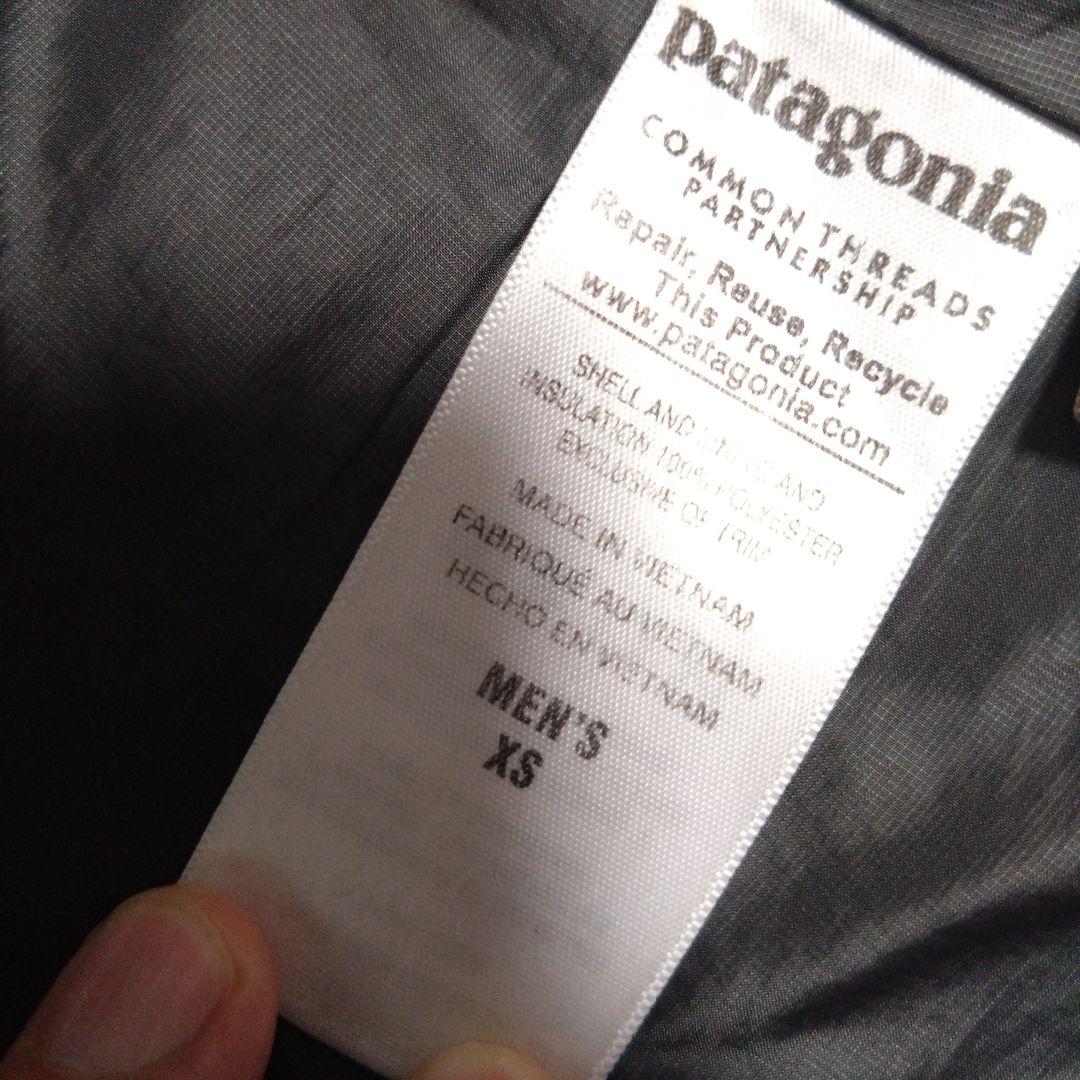 patagonia
COMMON THREADS
PARTNERSHIP
Repair, Reuse, Recycle
This Product
www.patagonia.com
SHELL AND LINING AND
INSULATION 100% POLYESTER
EXCLUSIVE OF TRIM
MADE IN VIETNAM
FABRIQUÉ AU VIETNAM
HECHO EN VIETNAM
MEN'S
XS